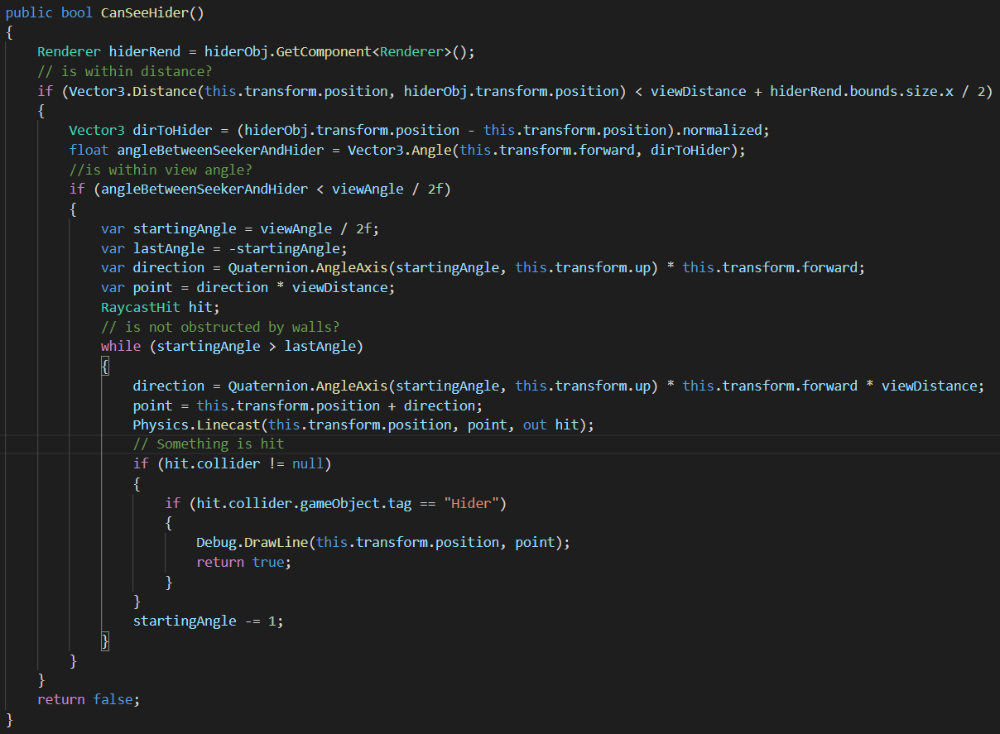 public bool CanSeeHider()
{
    Renderer hiderRend = hiderObj.GetComponent<Renderer>();
    // is within distance?
    if (Vector3.Distance(this.transform.position, hiderObj.transform.position) < viewDistance + hiderRend.bounds.size.x / 2)
    {
        Vector3 dirToHider = (hiderObj.transform.position - this.transform.position).normalized;
        float angleBetweenSeekerAndHider = Vector3.Angle(this.transform.forward, dirToHider);
        //is within view angle?
        if (angleBetweenSeekerAndHider < viewAngle / 2f)
        {
            var startingAngle = viewAngle / 2f;
            var lastAngle = -startingAngle;
            var direction = Quaternion.AngleAxis(startingAngle, this.transform.up) * this.transform.forward;
            var point = direction * viewDistance;
            RaycastHit hit;
            // is not obstructed by walls?
            while (startingAngle > lastAngle)
            {
                direction = Quaternion.AngleAxis(startingAngle, this.transform.up) * this.transform.forward * viewDistance;
                point = this.transform.position + direction;
                Physics.Linecast(this.transform.position, point, out hit);
                // Something is hit
                if (hit.collider != null)
                {
                    if (hit.collider.gameObject.tag == "Hider")
                    {
                        Debug.DrawLine(this.transform.position, point);
                        return true;
                    }
                }
                startingAngle -= 1;
            }
        }
    }
    return false;
}